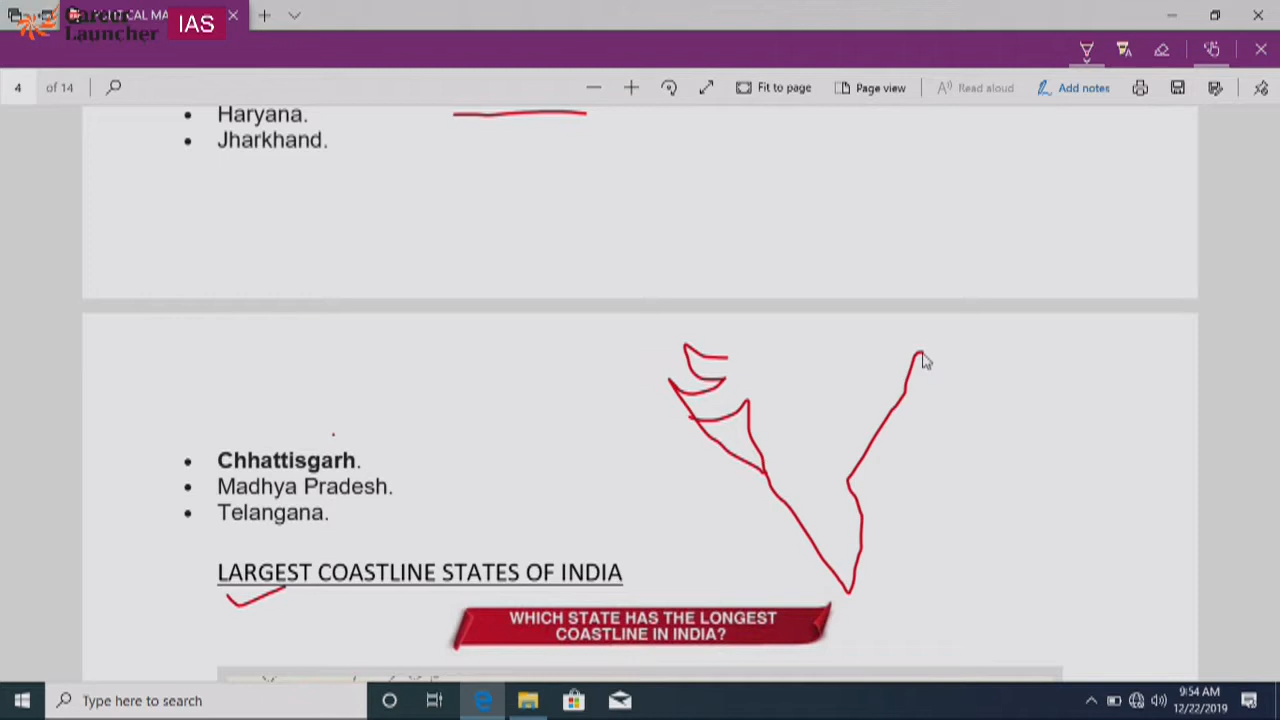 Career
Launcher
IAS
4 of 14
Fit to page
Page view
Read aloud
Add notes
Haryana.
Jharkhand.
Chhattisgarh.
Madhya Pradesh.
Telangana.
LARGEST COASTLINE STATES OF INDIA
WHICH STATE HAS THE LONGEST
COASTLINE IN INDIA?
Type here to search
9:54 AM
12/22/2019